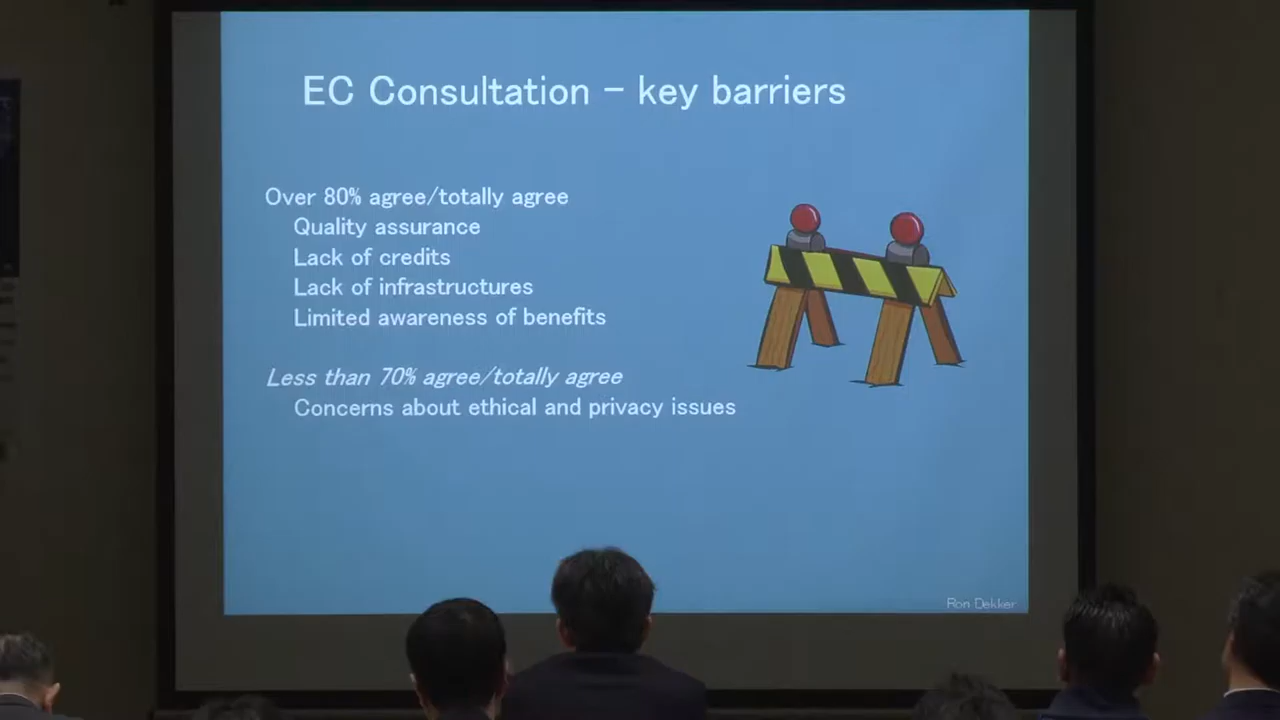 EC Consultation – key barriers
Over 80% agree/totally agree
Quality assurance
Lack of credits
Lack of infrastructures
Limited awareness of benefits
Less than 70% agree/totally agree
Concerns about ethical and privacy issues
Ron Dekker